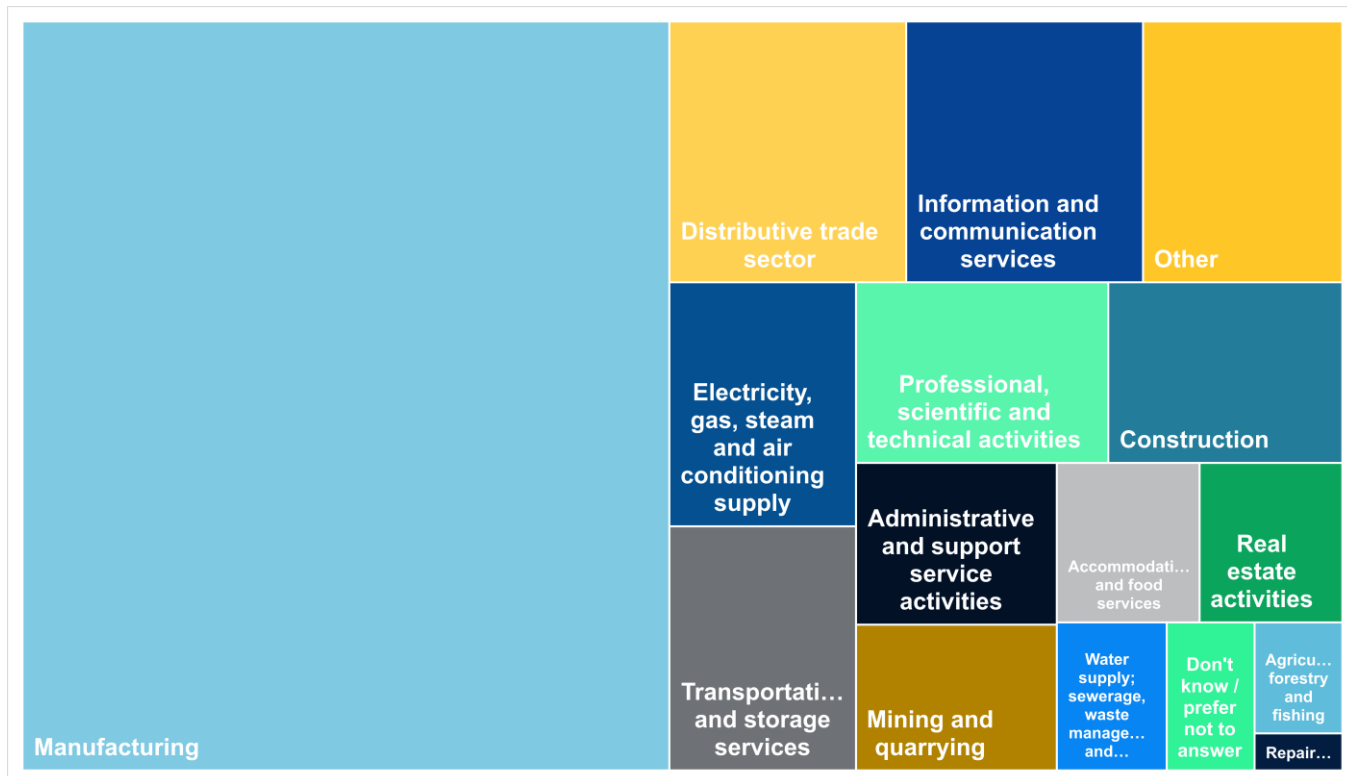 Manufacturing
Distributive trade
sector
Information and
communication
services
Other
Electricity,
gas, steam
and air
conditioning
supply
Professional,
scientific and
technical activities
Construction
Transportati…
and storage
services
Administrative
and support
service
activities
Accommodati…
and food
services
Real
estate
activities
Mining and
quarrying
Water
supply;
sewerage,
waste
manage…
and…
Don't
know /
prefer
not to
answer
Agricu…
forestry
and
fishing
Repair…